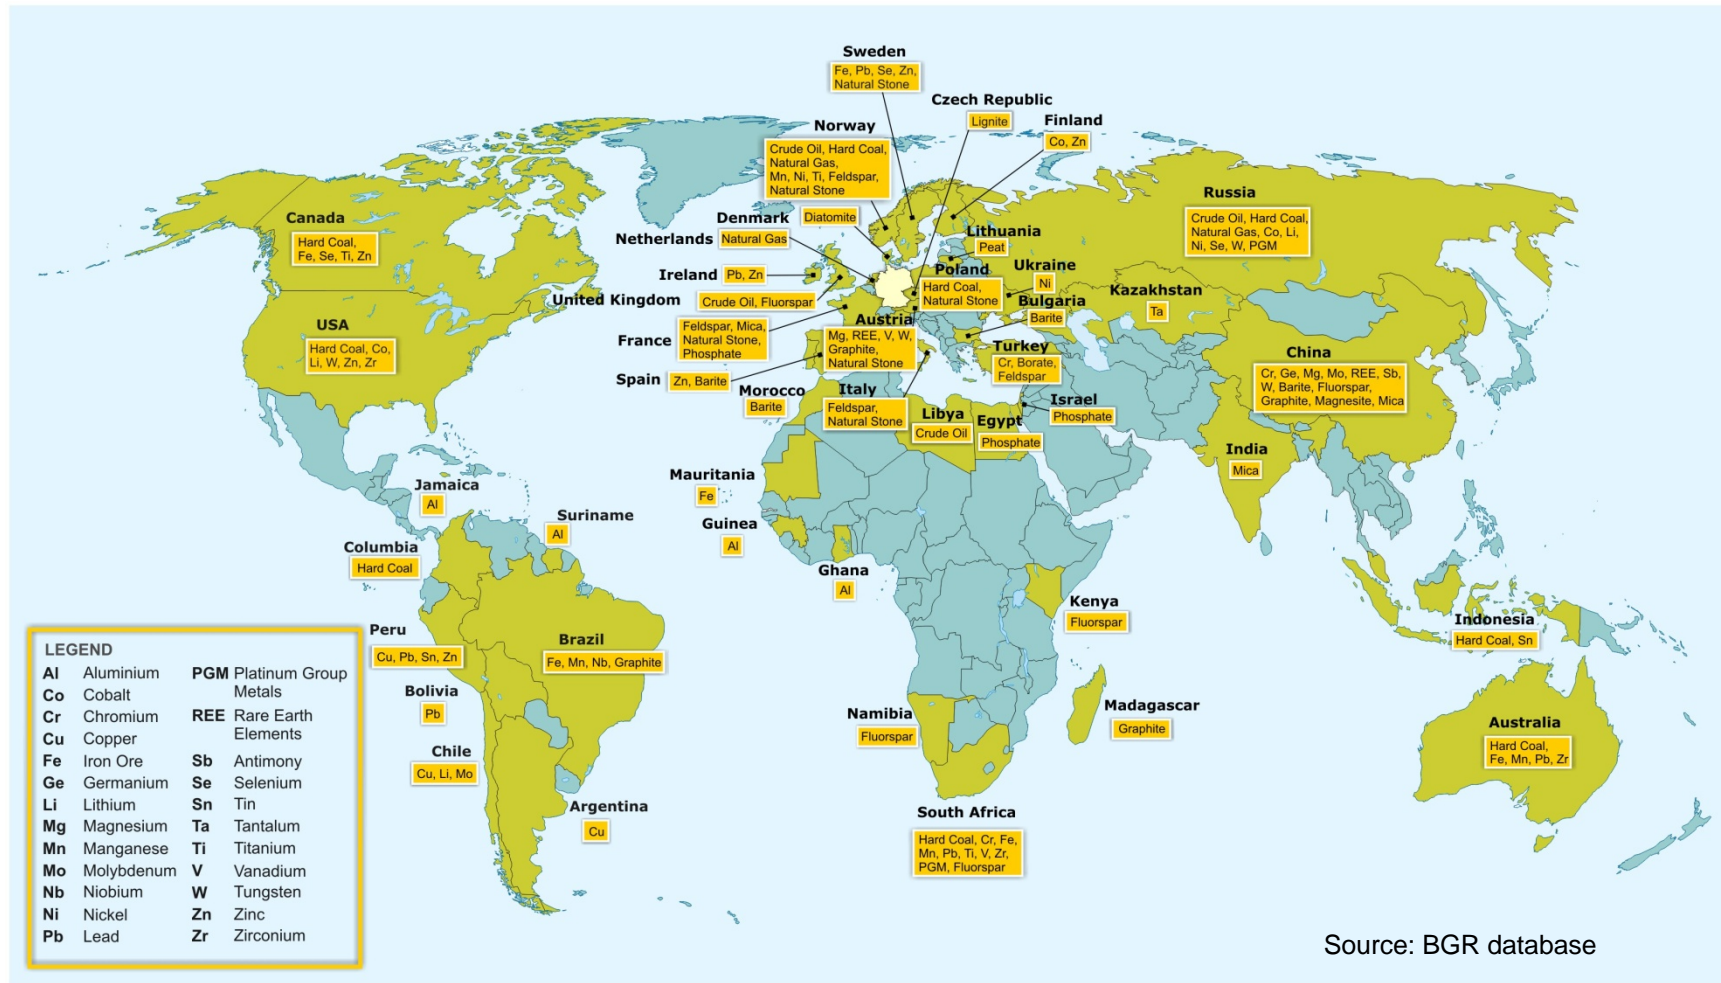 Sweden
Fe, Pb, Se, Zn,
Natural Stone
Czech Republic
Lignite
Finland
Co, Zn
Norway
Crude Oil, Hard Coal,
Natural Gas,
Mn, Ni, Ti, Feldspar,
Natural Stone
Russia
Crude Oil, Hard Coal,
Natural Gas, Co, Li,
Ni, Se, W, PGM
Canada
Hard Coal,
Fe, Se, Ti, Zn
Denmark
Diatomite
Netherlands
Natural Gas
Lithuania
Peat
Ireland
Pb, Zn
Poland
Hard Coal,
Natural Stone
Ukraine
Ni
United Kingdom
Crude Oil, Fluorspar
Bulgaria
Barite
Kazakhstan
Ta
USA
Hard Coal, Co,
Li, W, Zn, Zr
France
Feldspar, Mica,
Natural Stone,
Phosphate
Austria
Mg, REE, V, W,
Graphite,
Natural Stone
Turkey
Cr, Borate,
Feldspar
China
Cr, Ge, Mg, Mo, REE, Sb,
W, Barite, Fluorspar,
Graphite, Magnesite, Mica
Spain
Zn, Barite
Morocco
Barite
Italy
Feldspar,
Natural Stone
Libya
Crude Oil
Egypt
Phosphate
Israel
Phosphate
India
Mica
Mauritania
Fe
Jamaica
Al
Suriname
Al
Guinea
Al
Columbia
Hard Coal
Ghana
Al
Kenya
Fluorspar
Indonesia
Hard Coal, Sn
Peru
Cu, Pb, Sn, Zn
Brazil
Fe, Mn, Nb, Graphite
Bolivia
Pb
Namibia
Fluorspar
Madagascar
Graphite
Australia
Hard Coal,
Fe, Mn, Pb, Zr
Chile
Cu, Li, Mo
Argentina
Cu
South Africa
Hard Coal, Cr, Fe,
Mn, Pb, Ti, V, Zr,
PGM, Fluorspar
LEGEND
Al Aluminium
Co Cobalt
Cr Chromium
Cu Copper
Fe Iron Ore
Ge Germanium
Li Lithium
Mg Magnesium
Mn Manganese
Mo Molybdenum
Nb Niobium
Ni Nickel
Pb Lead
PGM Platinum Group
Metals
REE Rare Earth
Elements
Sb Antimony
Se Selenium
Sn Tin
Ta Tantalum
Ti Titanium
V Vanadium
W Tungsten
Zn Zinc
Zr Zirconium
Source: BGR database